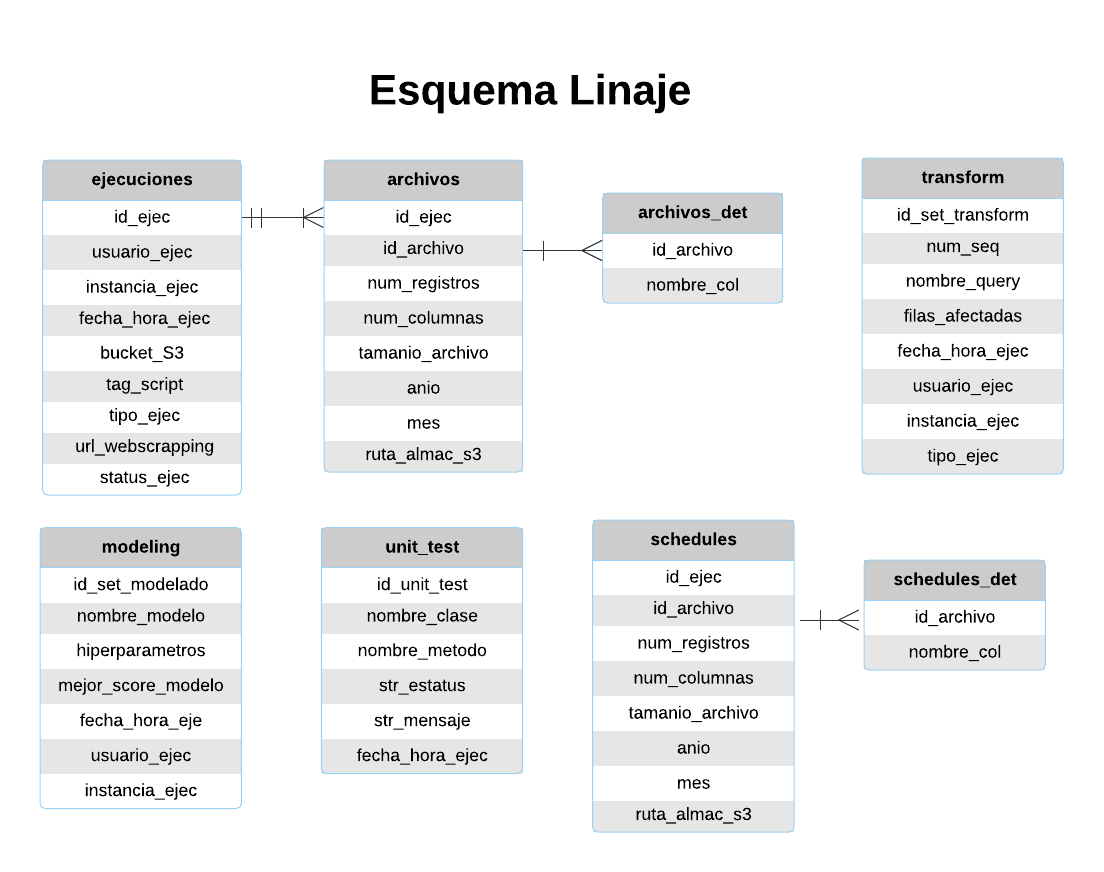 Esquema Linaje
ejecuciones
id_ejec
usuario_ejec
instancia_ejec
fecha_hora_ejec
bucket_S3
tag_script
tipo_ejec
url_webscrapping
status_ejec
archivos
id_ejec
id_archivo
num_registros
num_columnas
tamanio_archivo
anio
mes
ruta_almac_s3
archivos_det
id_archivo
nombre_col
transform
id_set_transform
num_seq
nombre_query
filas_afectadas
fecha_hora_ejec
usuario_ejec
instancia_ejec
tipo_ejec
modeling
id_set_modelado
nombre_modelo
hiperparametros
mejor_score_modelo
fecha_hora_eje
usuario_ejec
instancia_ejec
unit_test
id_unit_test
nombre_clase
nombre_metodo
str_estatus
str_mensaje
fecha_hora_ejec
schedules
id_ejec
id_archivo
num_registros
num_columnas
tamanio_archivo
anio
mes
ruta_almac_s3
schedules_det
id_archivo
nombre_col